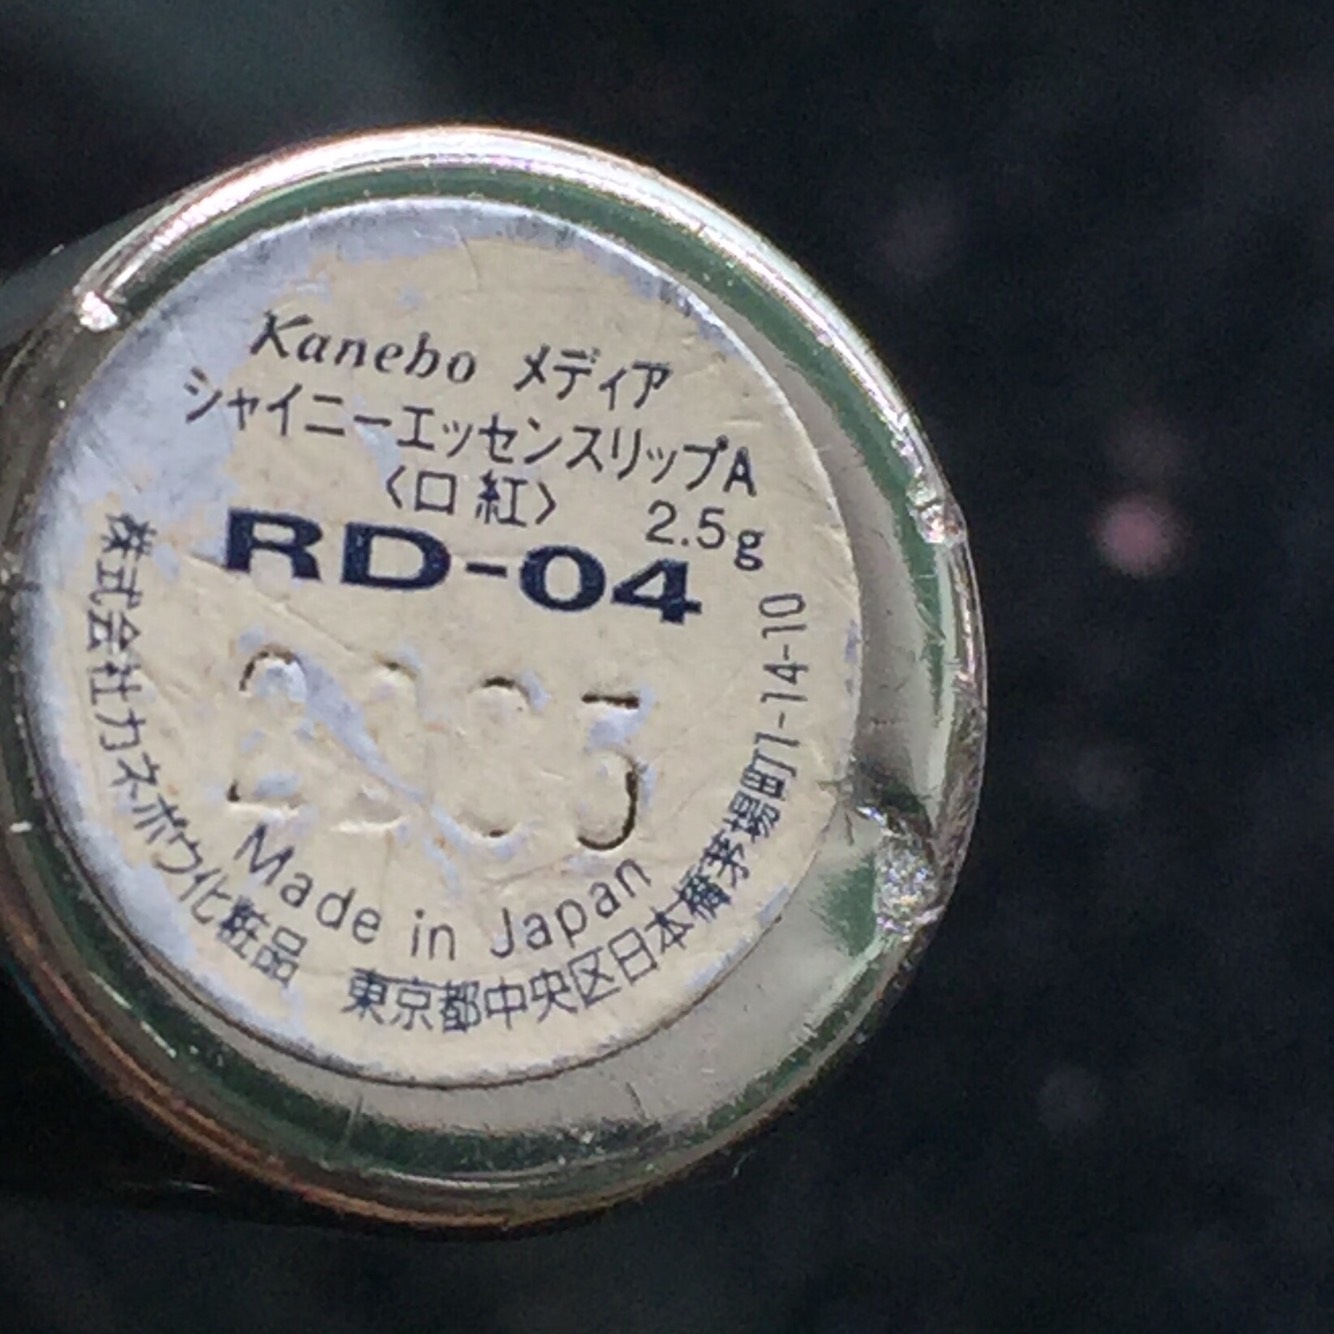 Kanebo メディア
シャイニーエッセンスリップA
〈口紅〉 2.5g
RD-04
Made in Japan
株式会社カネボウ化粧品 東京都中央区日本橋茅場町1-14-10